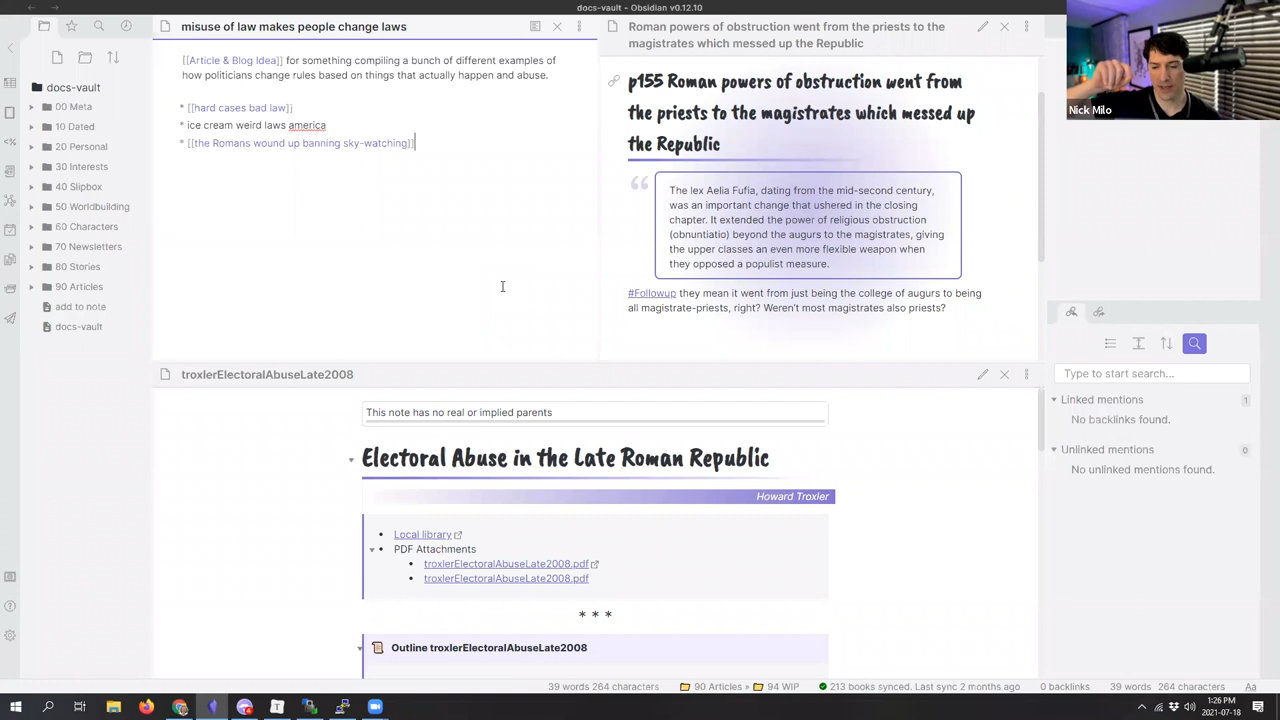 docs-vault - Obsidian v0.12.10
misuse of law makes people change laws
[[Article & Blog Idea]] for something compiling a bunch of different examples of
how politicians change rules based on things that actually happen and abuse.
* [[hard cases bad law]]
* ice cream weird laws america
* [[the Romans wound up banning sky-watching]]
Roman powers of obstruction went from the priests to the
magistrates which messed up the Republic
p155 Roman powers of obstruction went from
the priests to the magistrates which messed up
the Republic
The lex Aelia Fufia, dating from the mid-second century,
was an important change that ushered in the closing
chapter. It extended the power of religious obstruction
(obnuntiatio) beyond the augurs to the magistrates, giving
the upper classes an even more flexible weapon when
they opposed a populist measure.
#Followup they mean it went from just being the college of augurs to being
all magistrate-priests, right? Weren't most magistrates also priests?
Nick Milo
docs-vault
00 Meta
10 Dated
20 Personal
30 Interests
40 Slipbox
50 Worldbuilding
60 Characters
70 Newsletters
80 Stories
90 Articles
add to note
docs-vault
troxlerElectoralAbuseLate2008
This note has no real or implied parents
Electoral Abuse in the Late Roman Republic
Howard Troxler
• Local library
• PDF Attachments
• troxlerElectoralAbuseLate2008.pdf
• troxlerElectoralAbuseLate2008.pdf
* * *
Outline troxlerElectoralAbuseLate2008
Type to start search...
Linked mentions 1
No backlinks found.
Unlinked mentions 0
No unlinked mentions found.
39 words 264 characters 90 Articles » 94 WIP 213 books synced. Last sync 2 months ago 0 backlinks 39 words 264 characters Aa
1:26 PM
2021-07-18